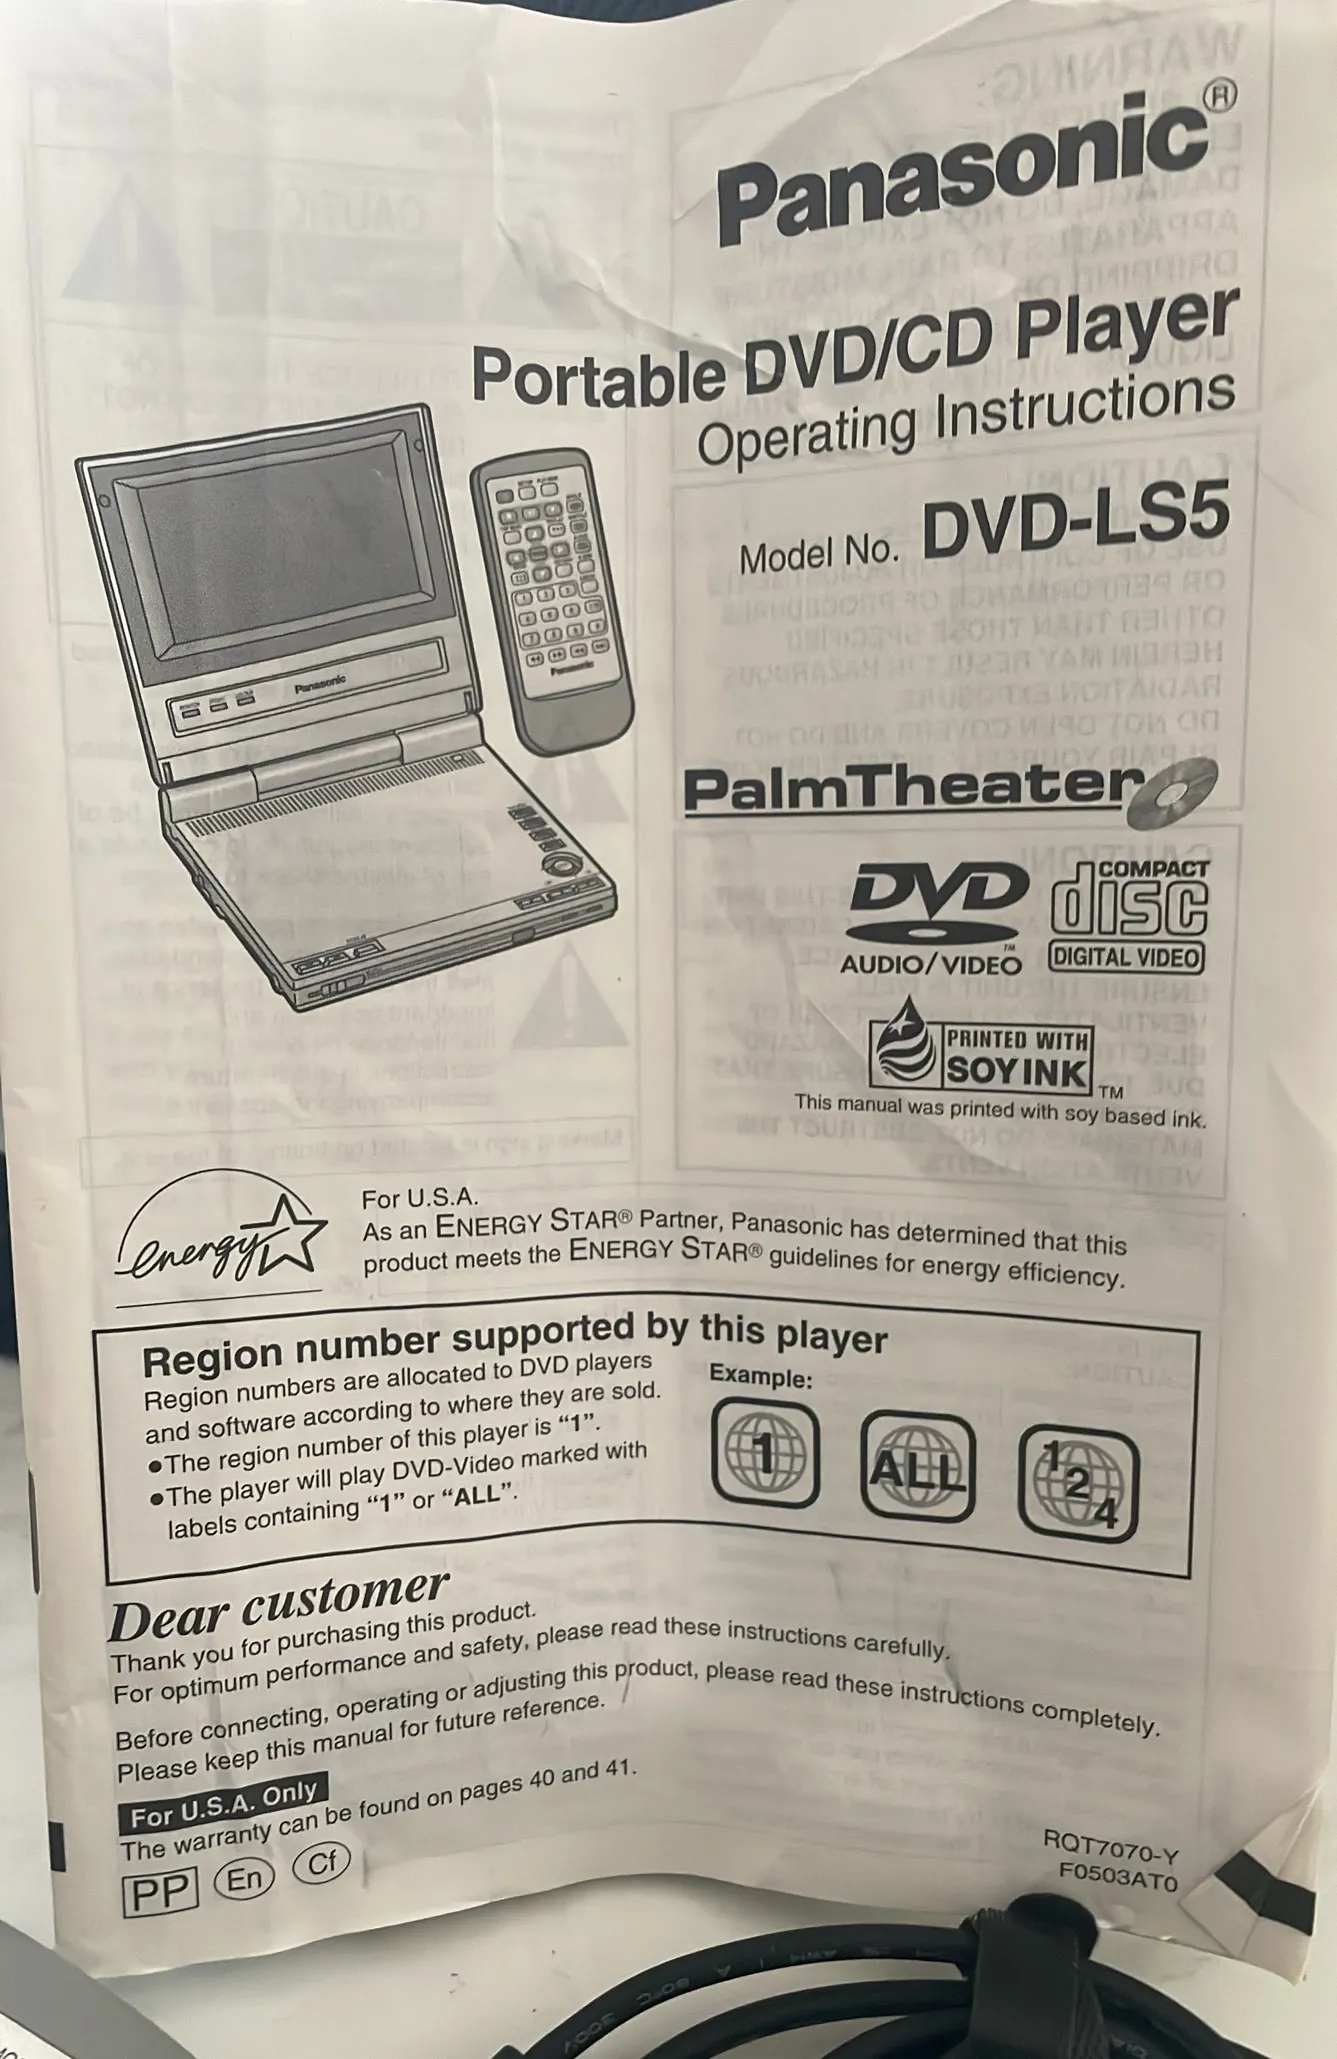 Panasonic®
Portable DVD/CD Player
Operating Instructions
Model No. DVD-LS5
Panasonic
Panasonic
PalmTheater
DVD
AUDIO/VIDEO
TM
COMPACT
disc
DIGITAL VIDEO
PRINTED WITH
SOY INK
TM
This manual was printed with soy based ink.
energy
For U.S.A.
As an ENERGY STAR® Partner, Panasonic has determined that this
product meets the ENERGY STAR® guidelines for energy efficiency.
Region number supported by this player
Region numbers are allocated to DVD players
and software according to where they are sold.
●The region number of this player is “1”.
●The player will play DVD-Video marked with
labels containing “1” or “ALL”.
Example:
1
ALL
1
2
4
Dear customer
Thank you for purchasing this product.
For optimum performance and safety, please read these instructions carefully.
Before connecting, operating or adjusting this product, please read these instructions completely.
Please keep this manual for future reference.
For U.S.A. Only
The warranty can be found on pages 40 and 41.
PP En Cf
RQT7070-Y
F0503AT0